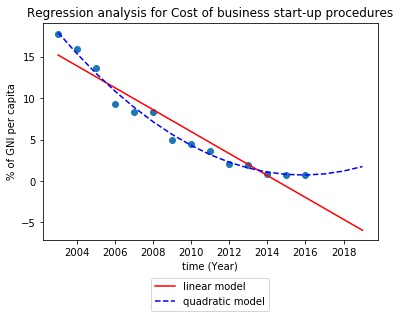 Regression analysis for Cost of business start-up procedures
% of GNI per capita
15
10
5
0
−5
2004 2006 2008 2010 2012 2014 2016 2018
time (Year)
linear model
quadratic model